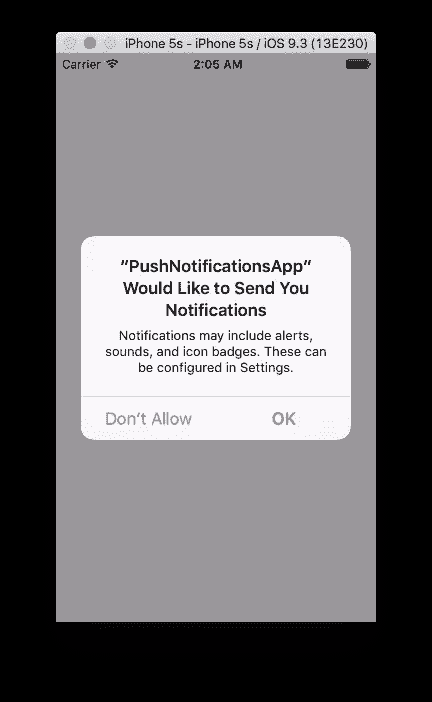 iPhone 5s - iPhone 5s / iOS 9.3 (13E230)
Carrier 2:05 AM
“PushNotificationsApp”
Would Like to Send You
Notifications
Notifications may include alerts,
sounds, and icon badges. These can
be configured in Settings.
Don’t Allow OK